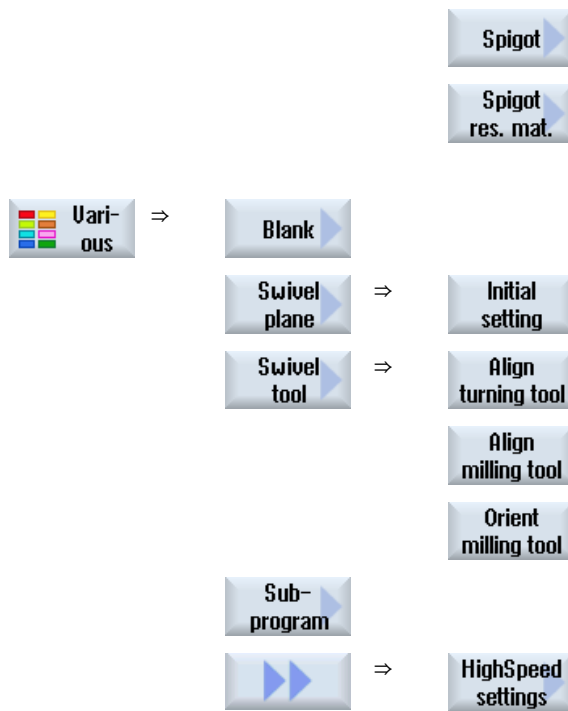 Spigot
Spigot
res. mat.
Vari-
ous
⇒
Blank
Swivel
plane
⇒
Initial
setting
Swivel
tool
⇒
Align
turning tool
Align
milling tool
Orient
milling tool
Sub-
program
⇒
HighSpeed
settings